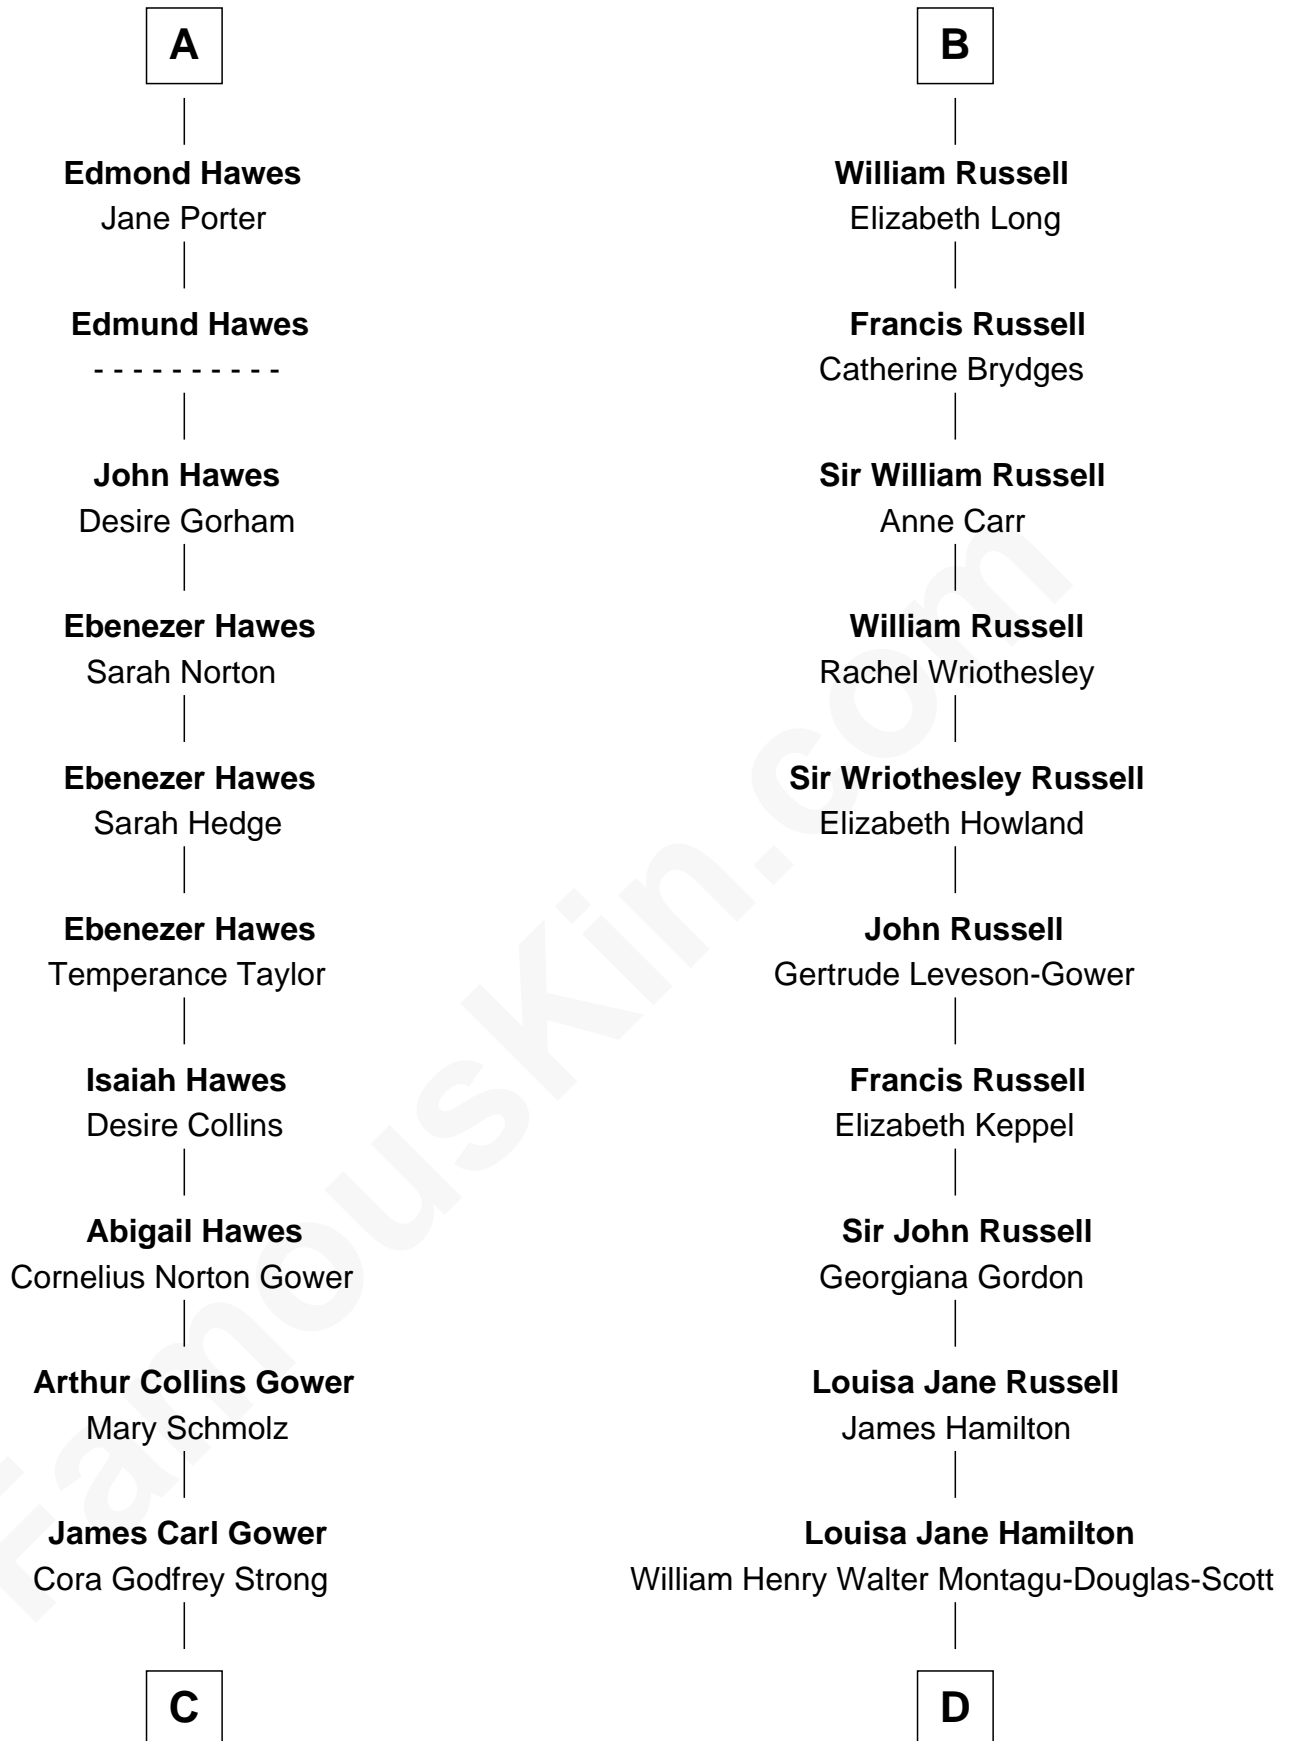 A
Edmond Hawes
Jane Porter
Edmund Hawes
- - - - - - - - - -
John Hawes
Desire Gorham
Ebenezer Hawes
Sarah Norton
Ebenezer Hawes
Sarah Hedge
Ebenezer Hawes
Temperance Taylor
Isaiah Hawes
Desire Collins
Abigail Hawes
Cornelius Norton Gower
Arthur Collins Gower
Mary Schmolz
James Carl Gower
Cora Godfrey Strong
C
B
William Russell
Elizabeth Long
Francis Russell
Catherine Brydges
Sir William Russell
Anne Carr
William Russell
Rachel Wriothesley
Sir Wriothesley Russell
Elizabeth Howland
John Russell
Gertrude Leveson-Gower
Francis Russell
Elizabeth Keppel
Sir John Russell
Georgiana Gordon
Louisa Jane Russell
James Hamilton
Louisa Jane Hamilton
William Henry Walter Montagu-Douglas-Scott
D
FamousKin.com